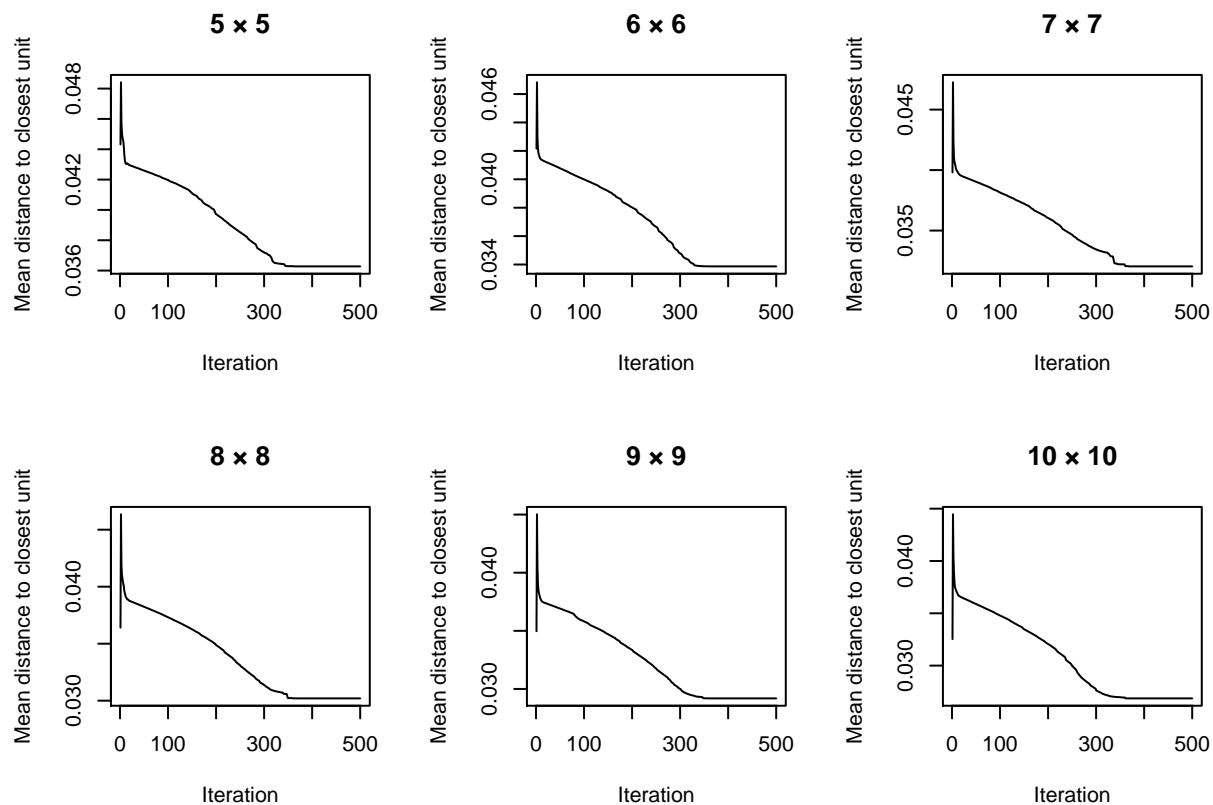 5 × 5
Mean distance to closest unit
0.036
0.042
0.048
0 100 300 500
Iteration
6 × 6
Mean distance to closest unit
0.034
0.040
0.046
0 100 300 500
Iteration
7 × 7
Mean distance to closest unit
0.035
0.045
0 100 300 500
Iteration
8 × 8
Mean distance to closest unit
0.030
0.040
0 100 300 500
Iteration
9 × 9
Mean distance to closest unit
0.030
0.040
0 100 300 500
Iteration
10 × 10
Mean distance to closest unit
0.030
0.040
0 100 300 500
Iteration